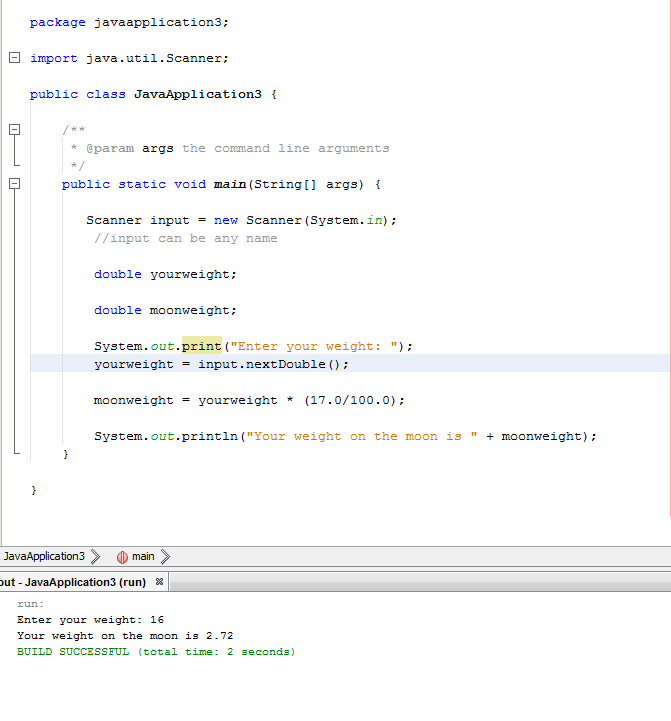 package javaapplication3;
import java.util.Scanner;
public class JavaApplication3 {
/**
* @param args the command line arguments
*/
public static void main(String[] args) {
Scanner input = new Scanner(System.in);
//input can be any name
double yourweight;
double moonweight;
System.out.print("Enter your weight: ");
yourweight = input.nextDouble();
moonweight = yourweight * (17.0/100.0);
System.out.println("Your weight on the moon is " + moonweight);
}
}
JavaApplication3 main
out - JavaApplication3 (run)
run:
Enter your weight: 16
Your weight on the moon is 2.72
BUILD SUCCESSFUL (total time: 2 seconds)